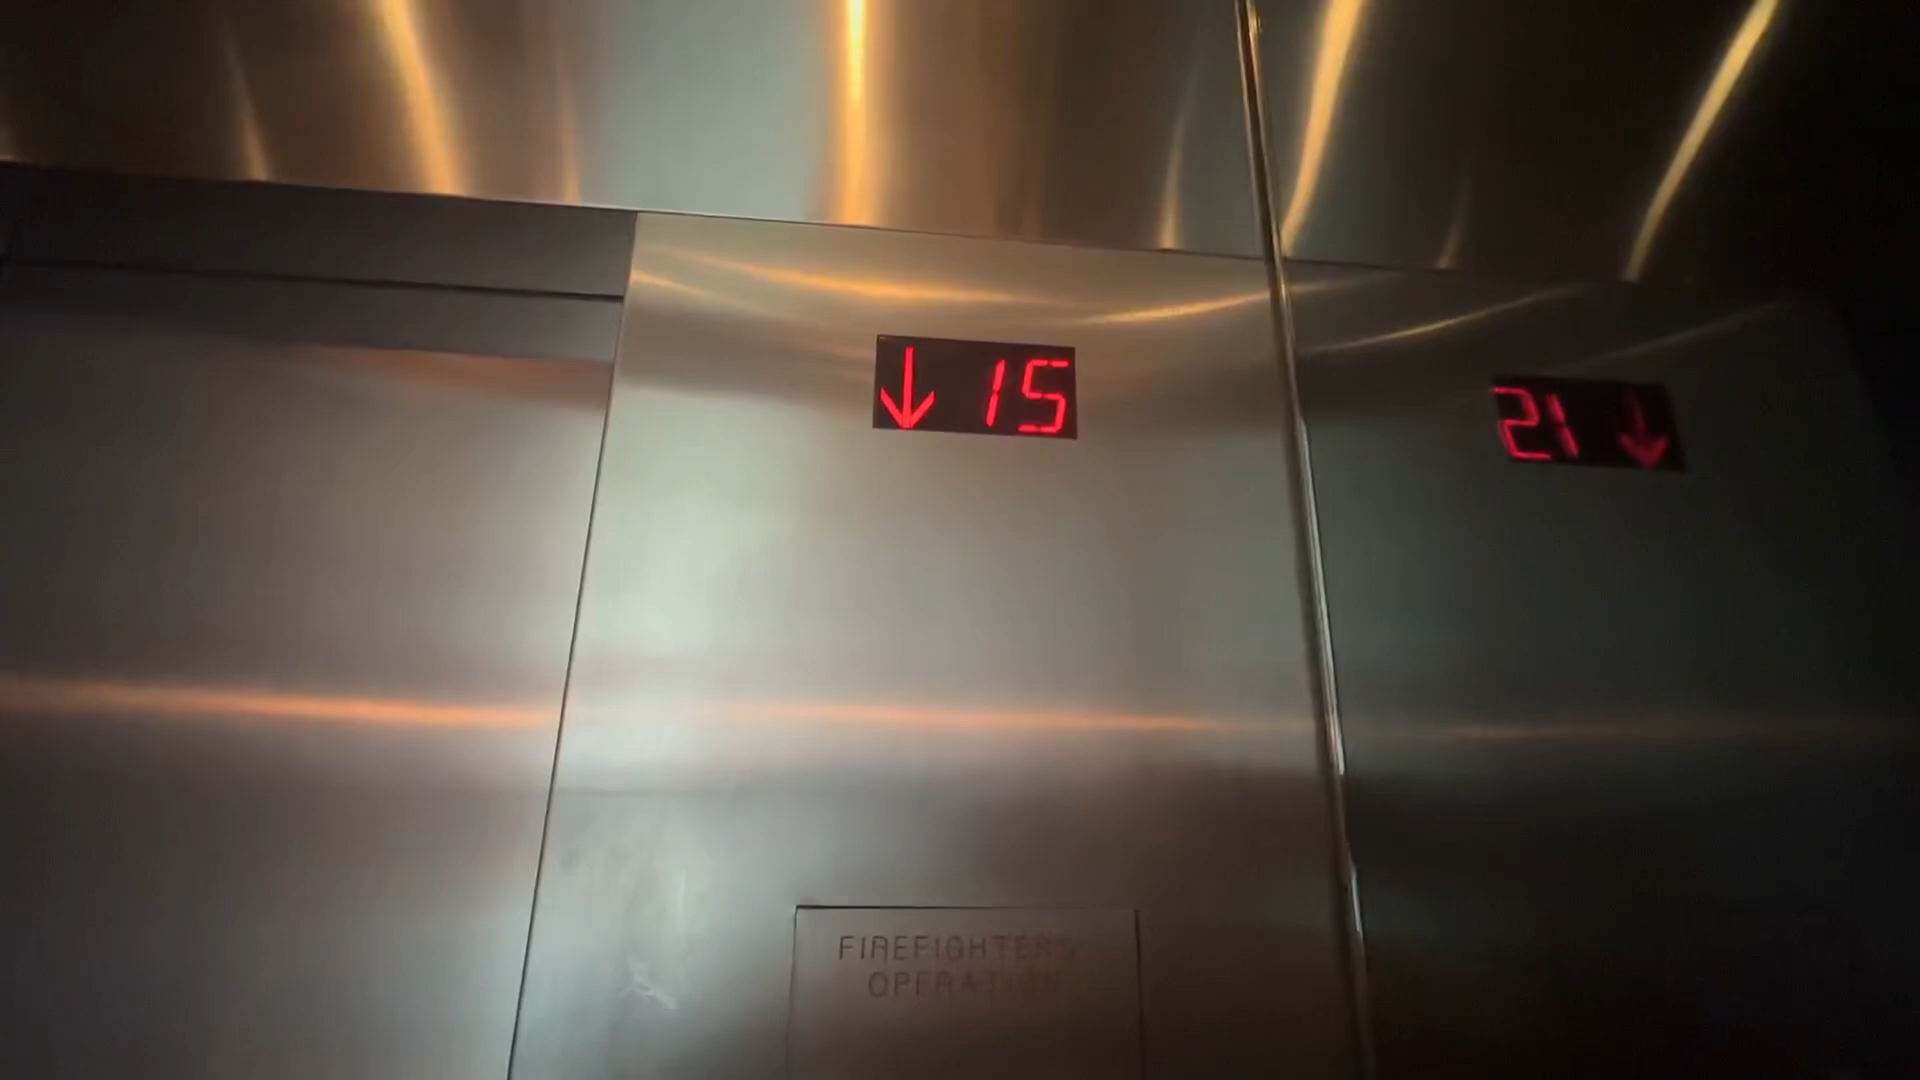 ↓ 15
21 ↓
FIREFIGHTERS
OPERATION